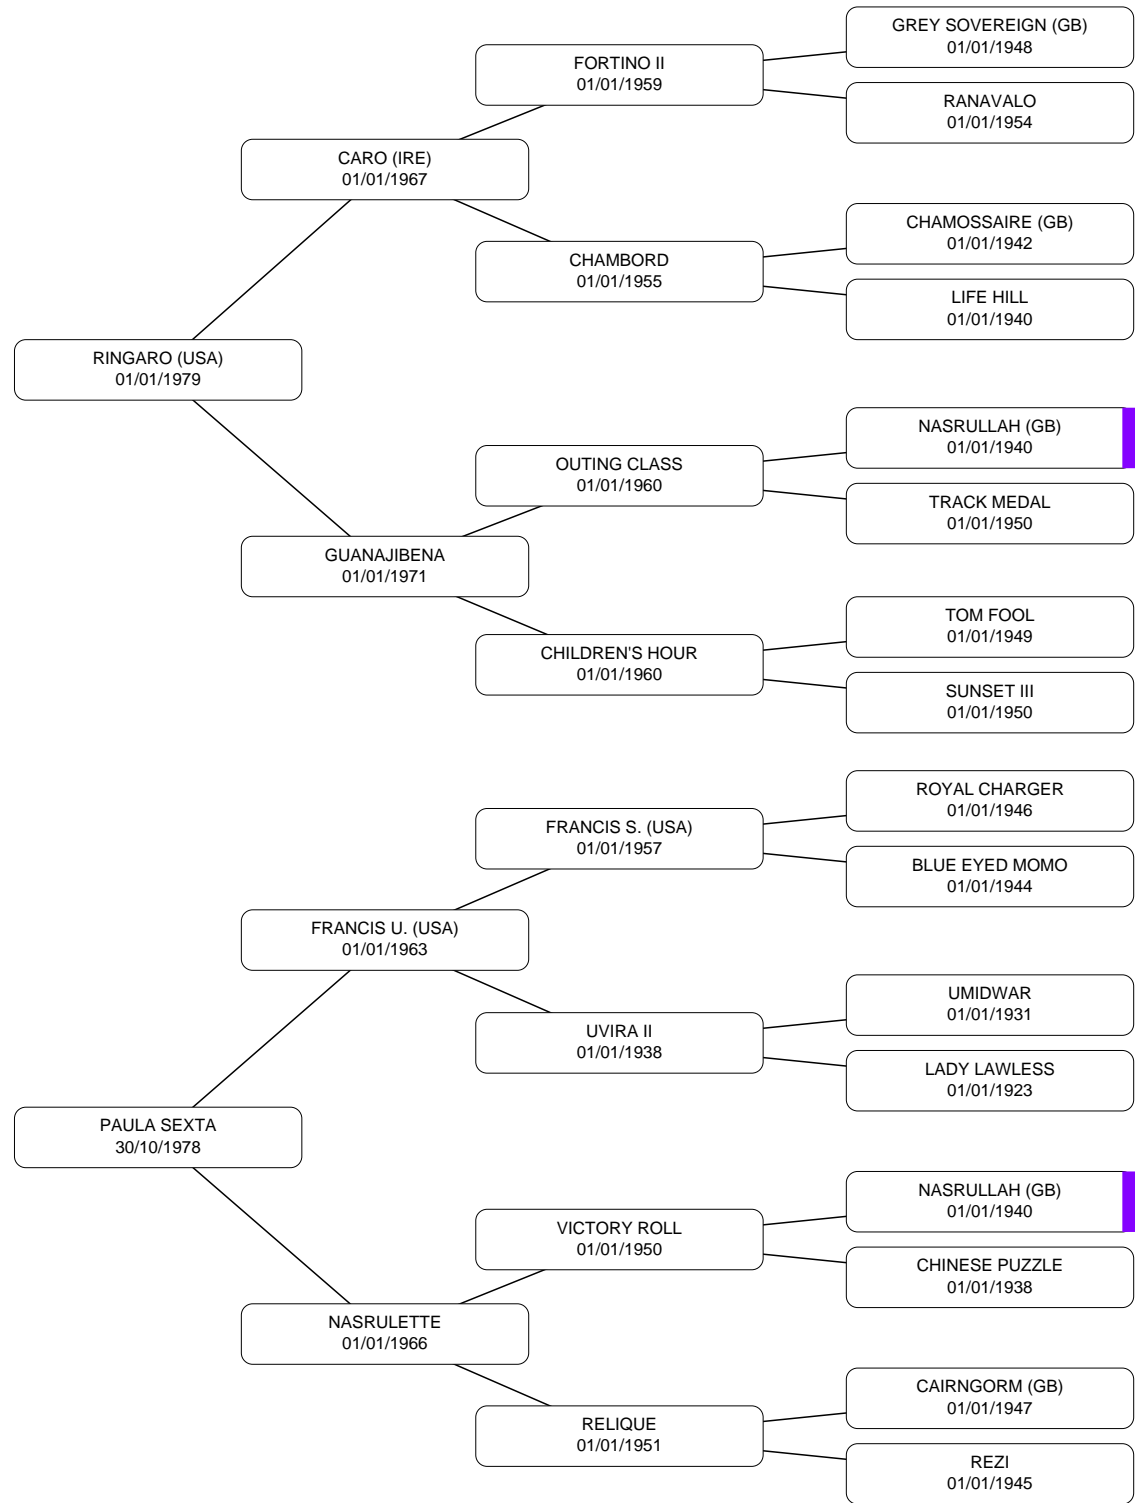 GREY SOVEREIGN (GB)
01/01/1948
FORTINO II
01/01/1959
RANAVALO
01/01/1954
CARO (IRE)
01/01/1967
CHAMOSSAIRE (GB)
01/01/1942
CHAMBORD
01/01/1955
LIFE HILL
01/01/1940
RINGARO (USA)
01/01/1979
NASRULLAH (GB)
01/01/1940
OUTING CLASS
01/01/1960
TRACK MEDAL
01/01/1950
GUANAJIBENA
01/01/1971
TOM FOOL
01/01/1949
CHILDREN'S HOUR
01/01/1960
SUNSET III
01/01/1950
ROYAL CHARGER
01/01/1946
FRANCIS S. (USA)
01/01/1957
BLUE EYED MOMO
01/01/1944
FRANCIS U. (USA)
01/01/1963
UMIDWAR
01/01/1931
UVIRA II
01/01/1938
LADY LAWLESS
01/01/1923
PAULA SEXTA
30/10/1978
NASRULLAH (GB)
01/01/1940
VICTORY ROLL
01/01/1950
CHINESE PUZZLE
01/01/1938
NASRULETTE
01/01/1966
CAIRNGORM (GB)
01/01/1947
RELIQUE
01/01/1951
REZI
01/01/1945